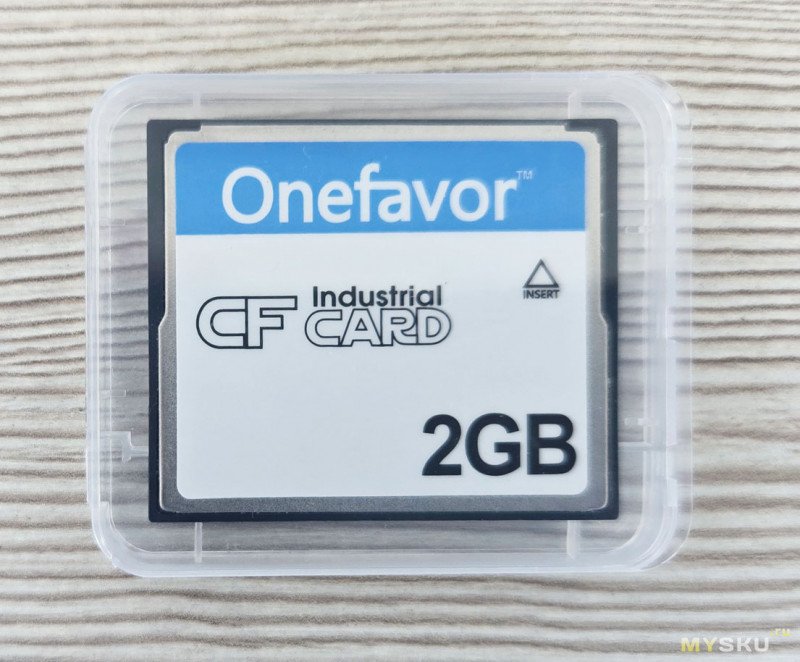 Onefavor™
Industrial
CF CARD
INSERT
2GB
MYSKU.ru